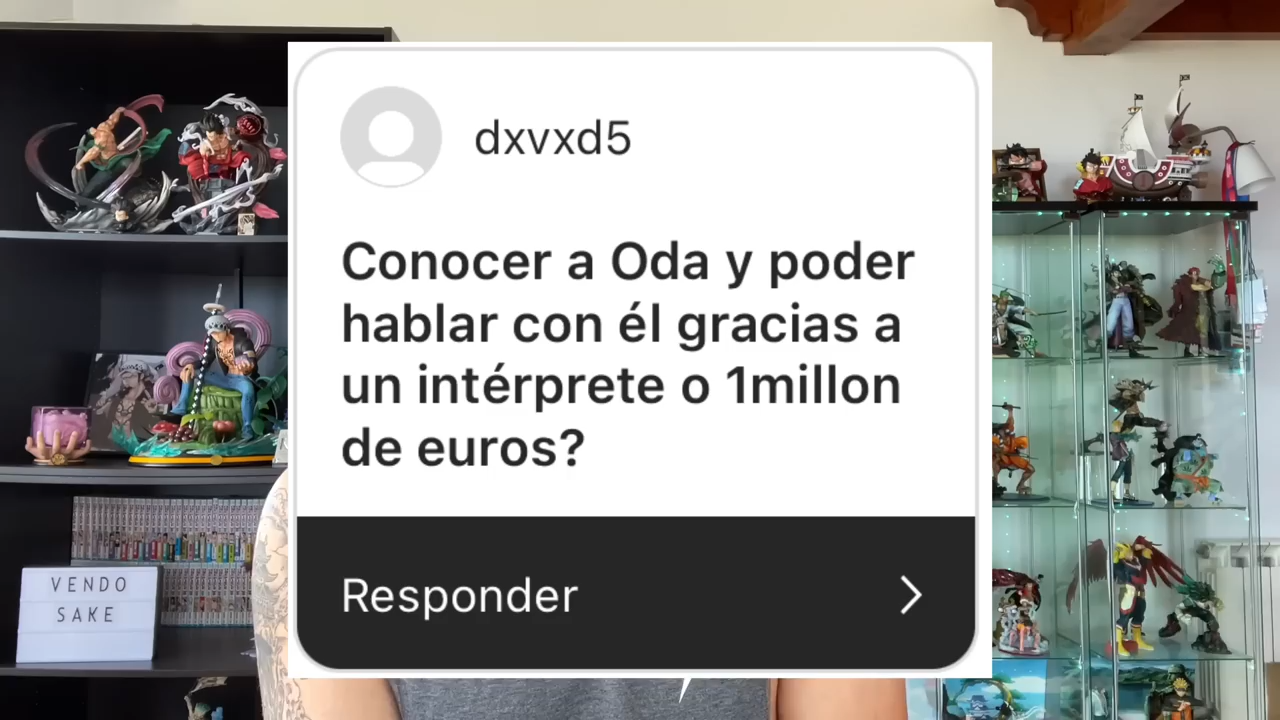 dxvxd5
Conocer a Oda y poder
hablar con él gracias a
un intérprete o 1millon
de euros?
Responder
VENDO
SAKE